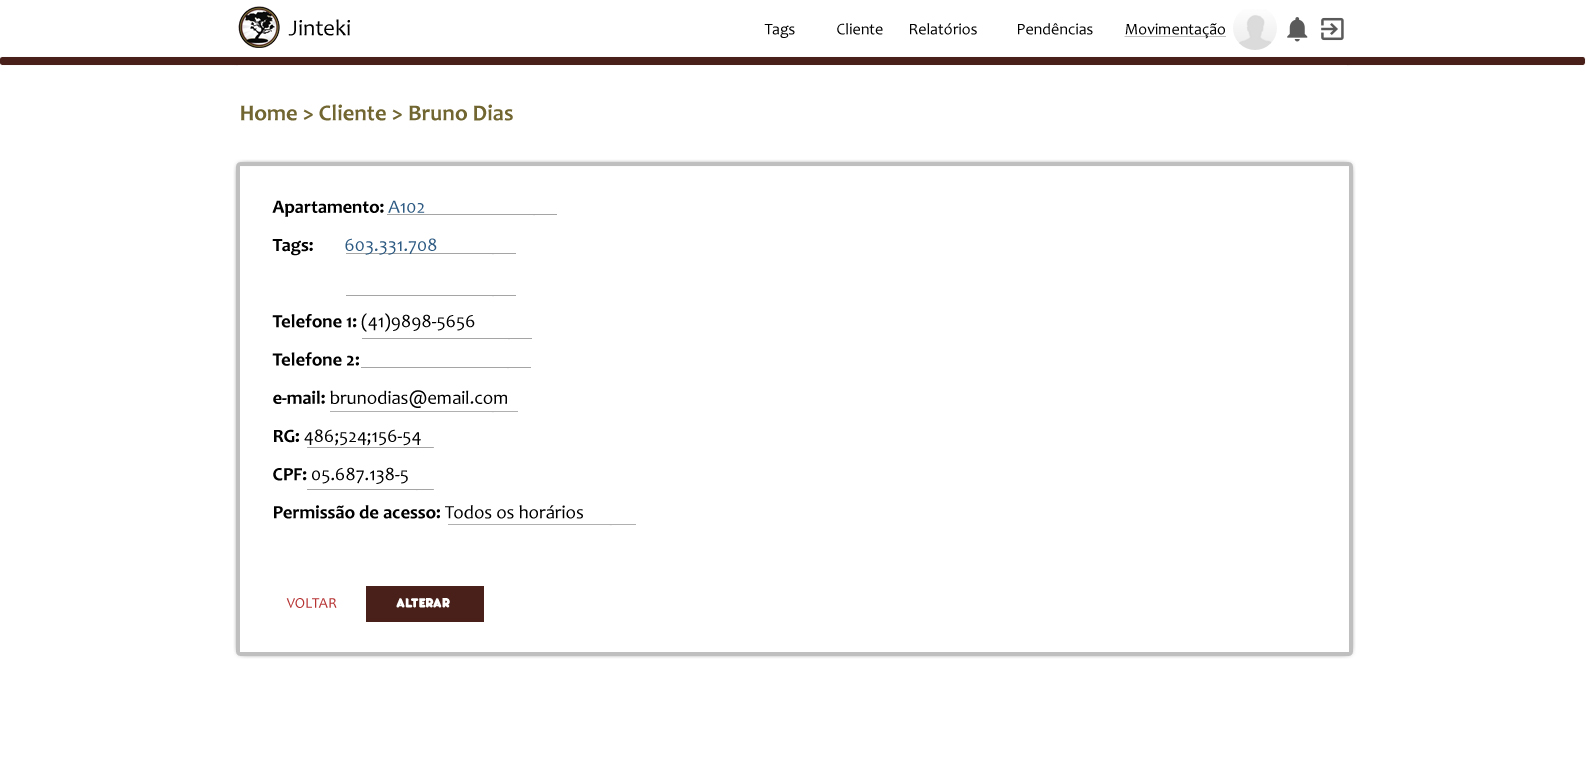 Jinteki Tags Cliente Relatórios Pendências Movimentação
Home > Cliente > Bruno Dias
Apartamento: A102
Tags: 603.331.708
Telefone 1: (41)9898-5656
Telefone 2:
e-mail: brunodias@email.com
RG: 486;524;156-54
CPF: 05.687.138-5
Permissão de acesso: Todos os horários
VOLTAR ALTERAR